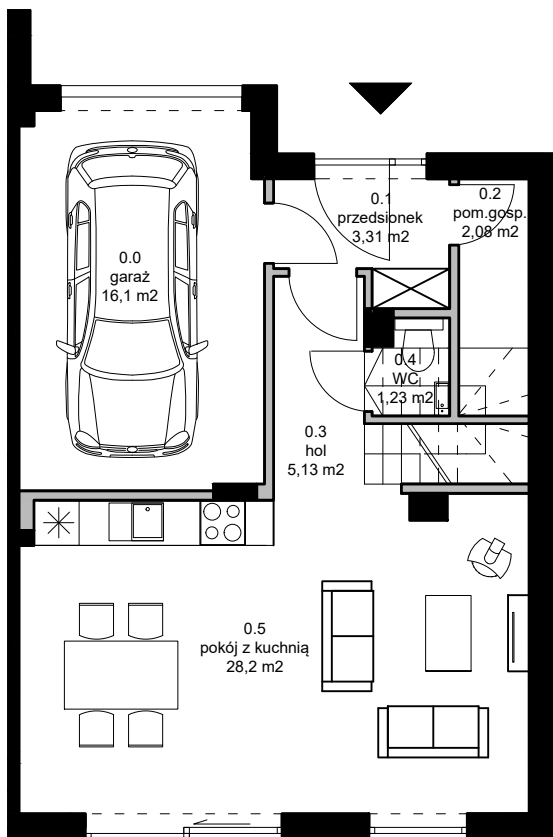 0.1
przedsionek
3,31 m2
0.2
pom.gosp.
2,08 m2
0.0
garaż
16,1 m2
0.4
WC
1,23 m2
0.3
hol
5,13 m2
0.5
pokój z kuchnią
28,2 m2